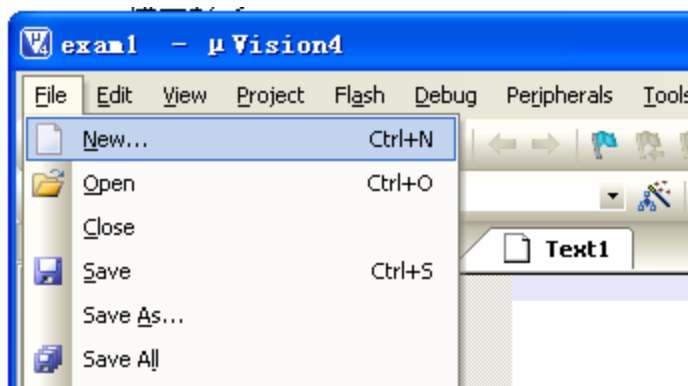 exam1 - μVision4
File Edit View Project Flash Debug Peripherals Tools
New... Ctrl+N
Open Ctrl+O
Close
Save Ctrl+S
Save As...
Save All
Text1